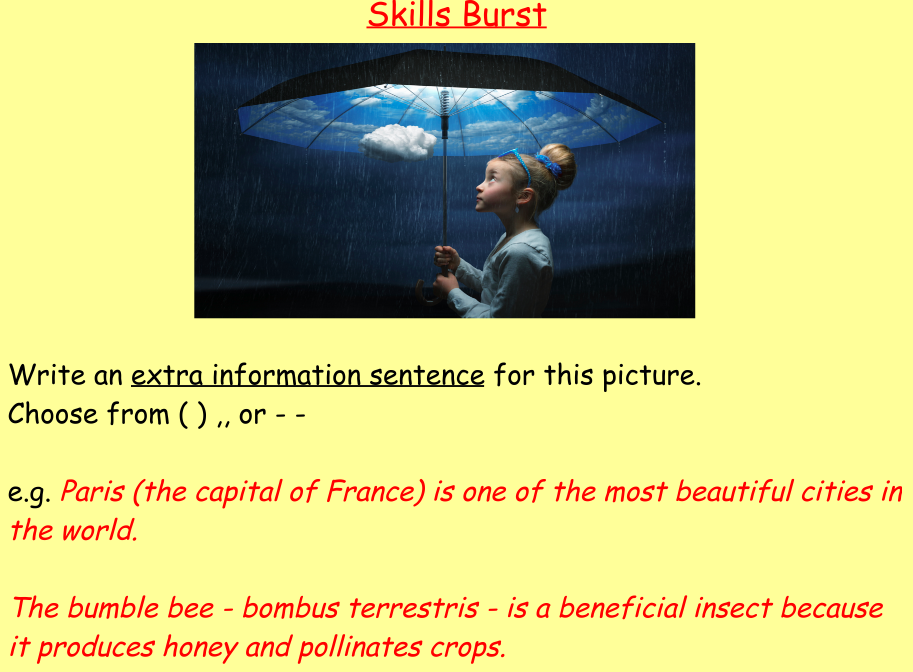 Skills Burst
Write an extra information sentence for this picture.
Choose from ( ) ,, or - -
e.g. Paris (the capital of France) is one of the most beautiful cities in
the world.
The bumble bee - bombus terrestris - is a beneficial insect because
it produces honey and pollinates crops.